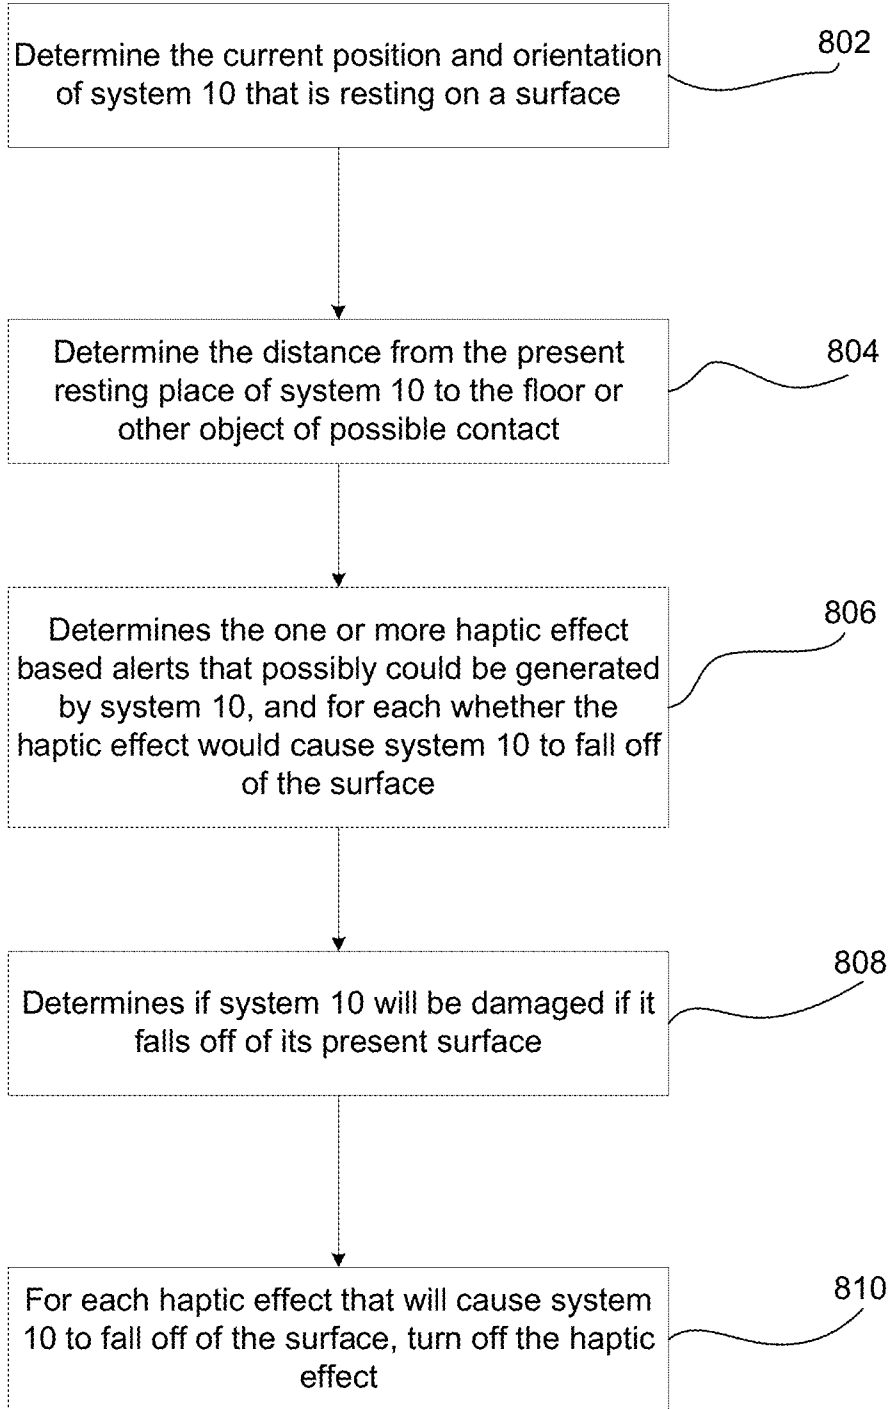 802
Determine the current position and orientation
of system 10 that is resting on a surface
804
Determine the distance from the present
resting place of system 10 to the floor or
other object of possible contact
806
Determines the one or more haptic effect
based alerts that possibly could be generated
by system 10, and for each whether the
haptic effect would cause system 10 to fall off
of the surface
808
Determines if system 10 will be damaged if it
falls off of its present surface
810
For each haptic effect that will cause system
10 to fall off of the surface, turn off the haptic
effect